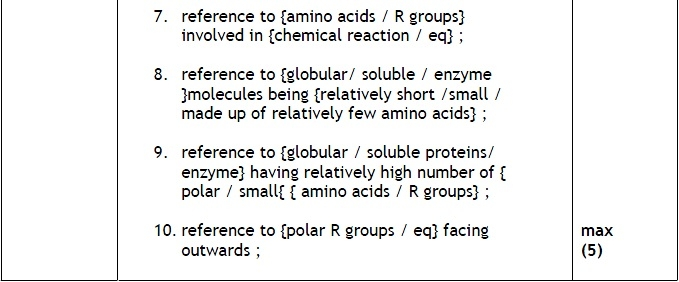 7. reference to {amino acids / R groups}
involved in {chemical reaction / eq} ;
8. reference to {globular/ soluble / enzyme
}molecules being {relatively short /small /
made up of relatively few amino acids} ;
9. reference to {globular / soluble proteins/
enzyme} having relatively high number of {
polar / small{ { amino acids / R groups} ;
10. reference to {polar R groups / eq} facing
outwards ;
max
(5)